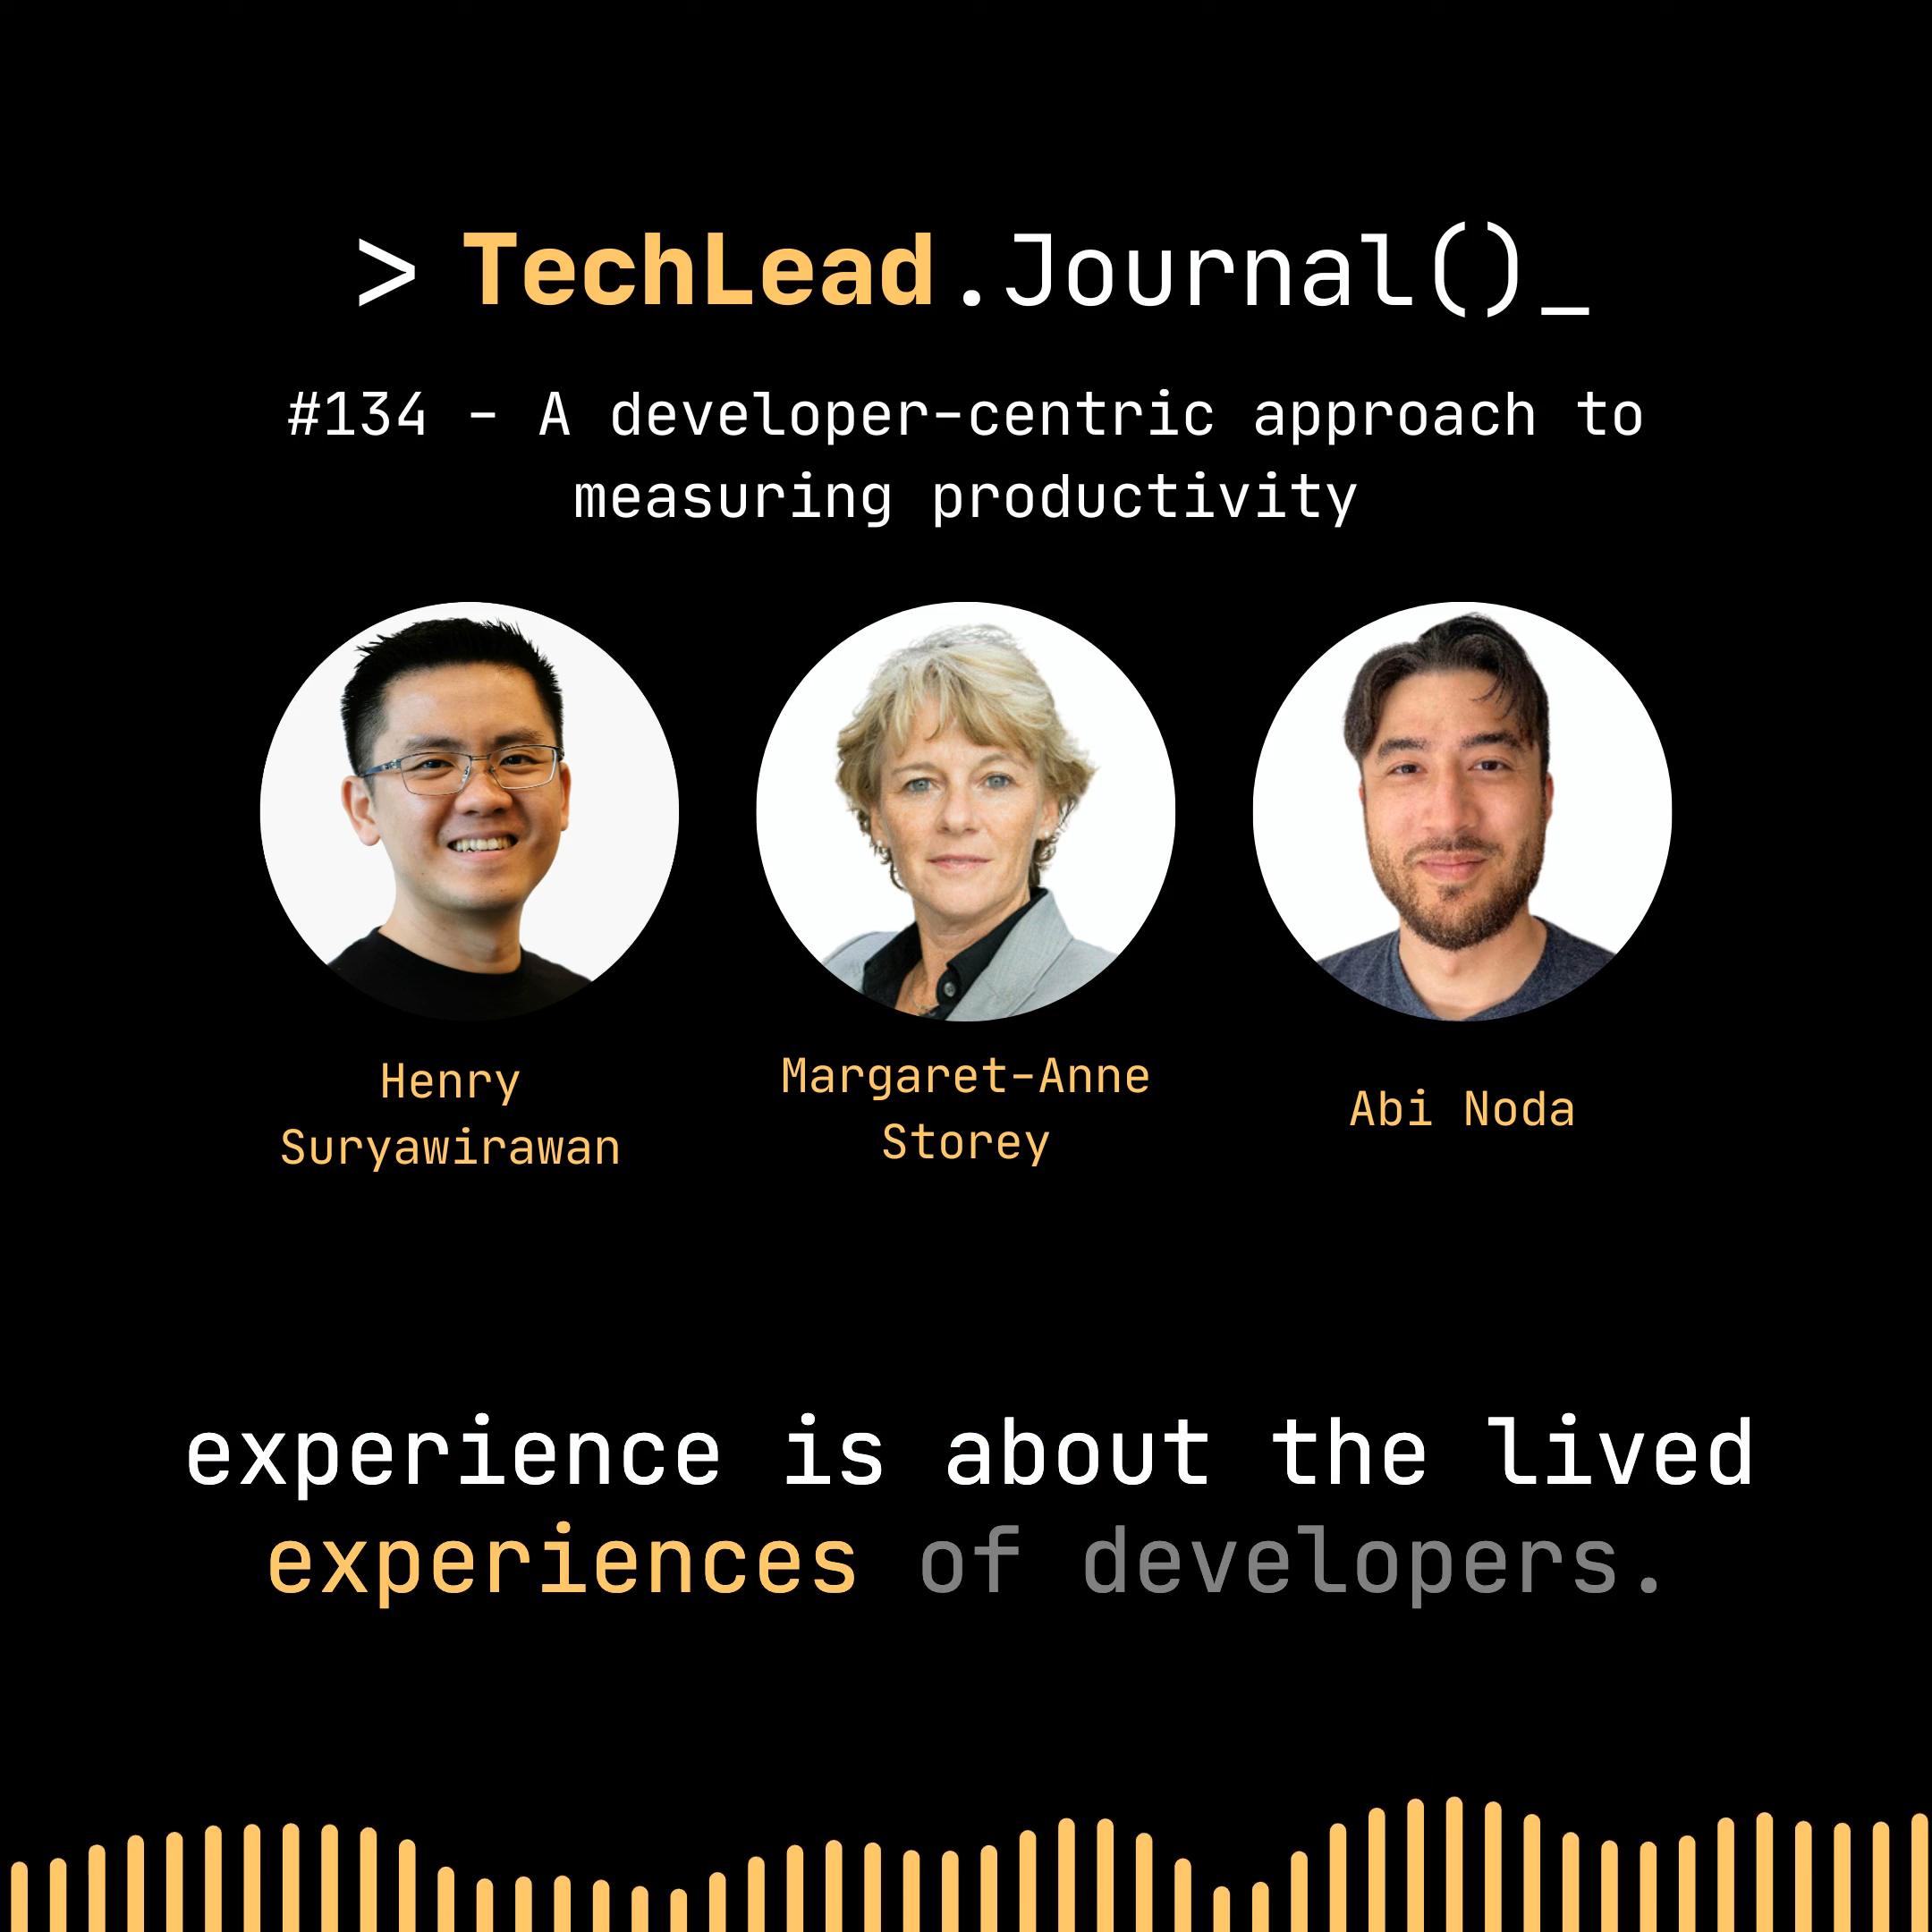 > TechLead.Journal()_
#134 - A developer-centric approach to
measuring productivity
Henry
Suryawirawan
Margaret-Anne
Storey
Abi Noda
experience is about the lived
experiences of developers.